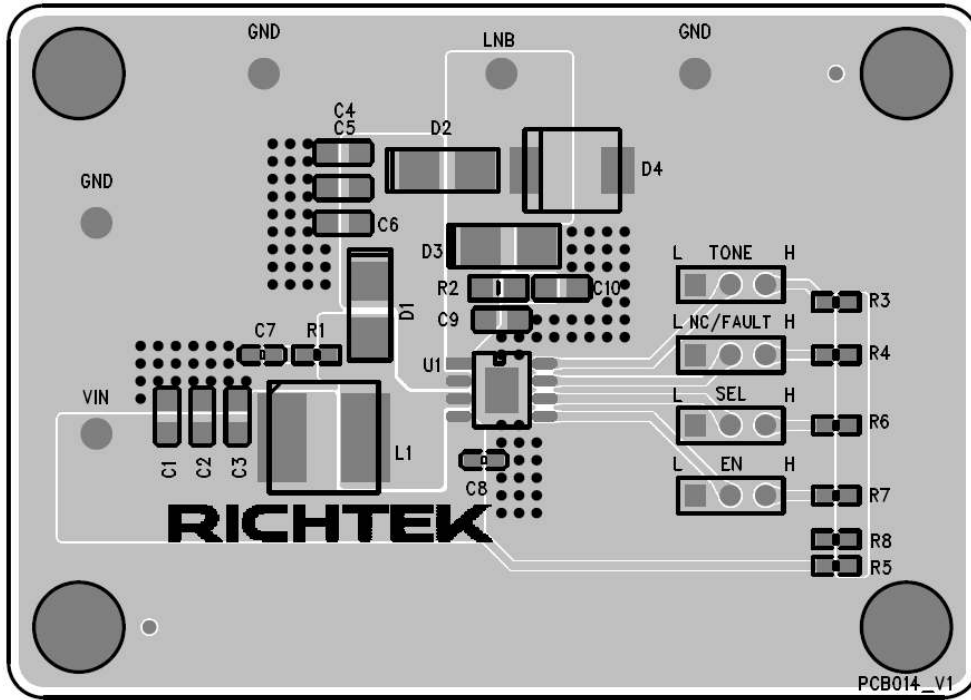 GND
LNB
GND
C4
C5
D2
D4
GND
C6
D3
L TONE H
R2
C10
R3
D1
C9
L NC/FAULT H
C7
R1
R4
U1
VIN
L SEL H
R6
C1
C2
C3
L1
L EN H
C8
R7
RICHTEK
R8
R5
PCB014_V1